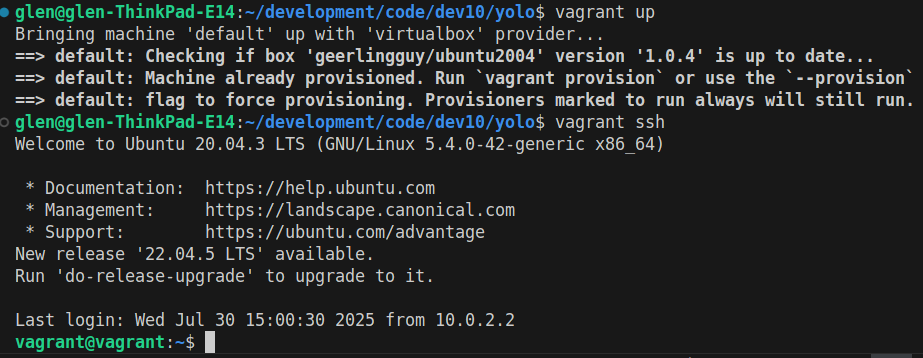 glen@glen-ThinkPad-E14:~/development/code/dev10/yolo$ vagrant up
Bringing machine 'default' up with 'virtualbox' provider...
==> default: Checking if box 'geerlingguy/ubuntu2004' version '1.0.4' is up to date...
==> default: Machine already provisioned. Run `vagrant provision` or use the `--provision`
==> default: flag to force provisioning. Provisioners marked to run always will still run.
glen@glen-ThinkPad-E14:~/development/code/dev10/yolo$ vagrant ssh
Welcome to Ubuntu 20.04.3 LTS (GNU/Linux 5.4.0-42-generic x86_64)

 * Documentation:  https://help.ubuntu.com
 * Management:     https://landscape.canonical.com
 * Support:        https://ubuntu.com/advantage
New release '22.04.5 LTS' available.
Run 'do-release-upgrade' to upgrade to it.

Last login: Wed Jul 30 15:00:30 2025 from 10.0.2.2
vagrant@vagrant:~$